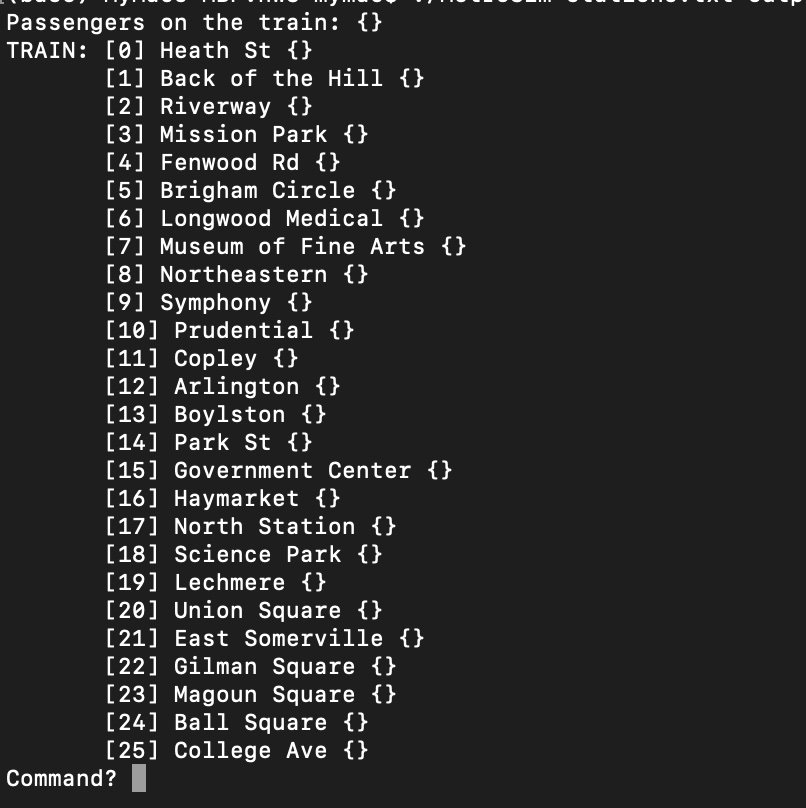 Passengers on the train: {}
TRAIN: [0] Heath St {}
[1] Back of the Hill {}
[2] Riverway {}
[3] Mission Park {}
[4] Fenwood Rd {}
[5] Brigham Circle {}
[6] Longwood Medical {}
[7] Museum of Fine Arts {}
[8] Northeastern {}
[9] Symphony {}
[10] Prudential {}
[11] Copley {}
[12] Arlington {}
[13] Boylston {}
[14] Park St {}
[15] Government Center {}
[16] Haymarket {}
[17] North Station {}
[18] Science Park {}
[19] Lechmere {}
[20] Union Square {}
[21] East Somerville {}
[22] Gilman Square {}
[23] Magoun Square {}
[24] Ball Square {}
[25] College Ave {}
Command?